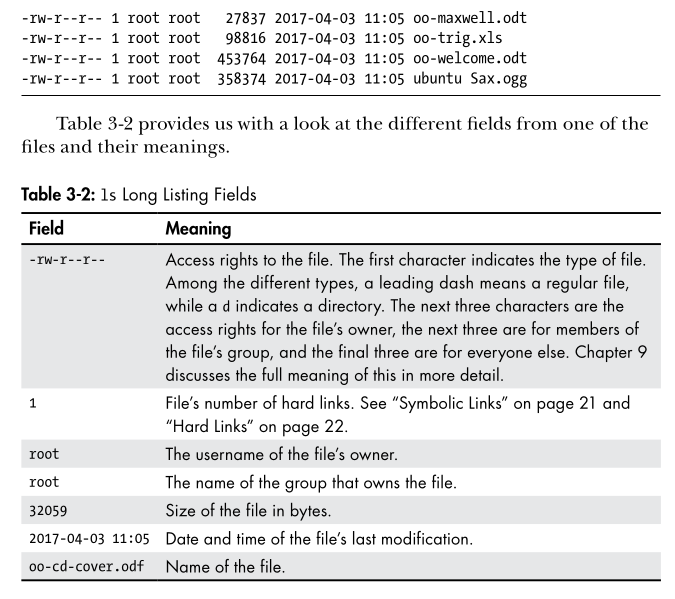 -rw-r--r-- 1 root root   27837 2017-04-03 11:05 oo-maxwell.odt
-rw-r--r-- 1 root root   98816 2017-04-03 11:05 oo-trig.xls
-rw-r--r-- 1 root root  453764 2017-04-03 11:05 oo-welcome.odt
-rw-r--r-- 1 root root  358374 2017-04-03 11:05 ubuntu Sax.ogg
Table 3-2 provides us with a look at the different fields from one of the
files and their meanings.
Table 3-2: ls Long Listing Fields
Field Meaning
-rw-r--r-- Access rights to the file. The first character indicates the type of file.
Among the different types, a leading dash means a regular file,
while a d indicates a directory. The next three characters are the
access rights for the file’s owner, the next three are for members of
the file’s group, and the final three are for everyone else. Chapter 9
discusses the full meaning of this in more detail.
1 File’s number of hard links. See “Symbolic Links” on page 21 and
“Hard Links” on page 22.
root The username of the file’s owner.
root The name of the group that owns the file.
32059 Size of the file in bytes.
2017-04-03 11:05 Date and time of the file’s last modification.
oo-cd-cover.odf Name of the file.